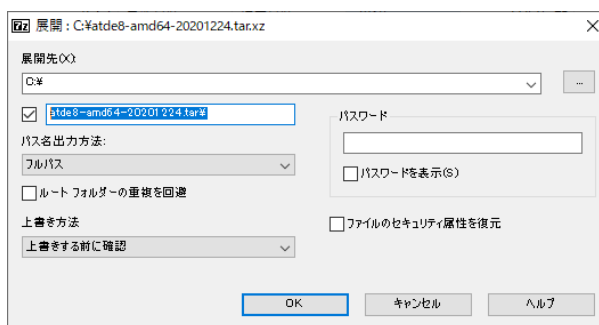 7z 展開 : C:¥atde8-amd64-20201224.tar.xz
展開先(X):
C:¥
...
atde8-amd64-20201224.tar¥
パスワード
パス名出力方法:
フルパス
パスワードを表示(S)
ルート フォルダーの重複を回避
上書き方法
ファイルのセキュリティ属性を復元
上書きする前に確認
OK
キャンセル
ヘルプ